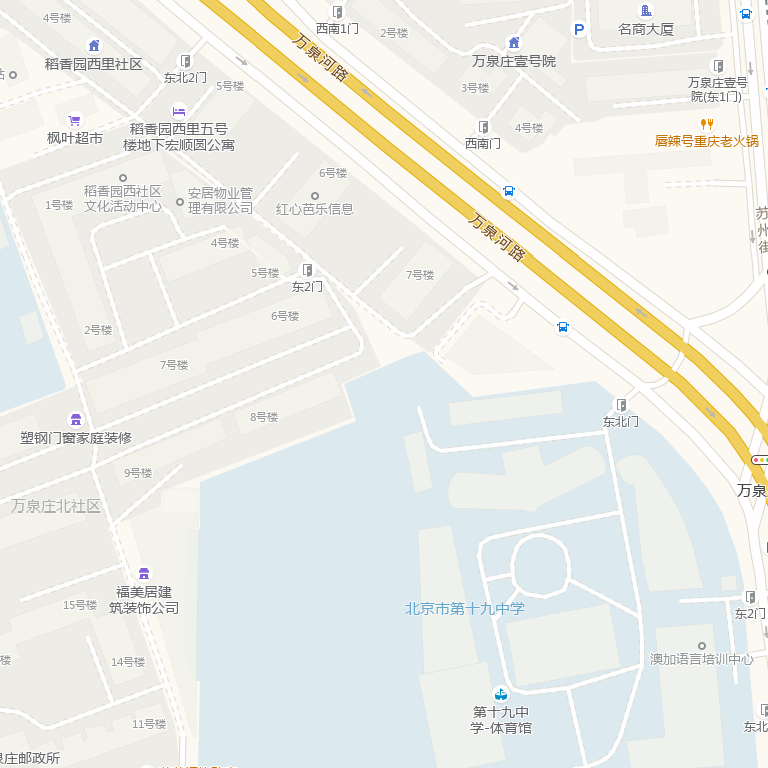 4号楼
西南1门
2号楼
名商大厦
稻香园西里社区
东北2门
万泉河路
万泉庄壹号院
5号楼
3号楼
万泉庄壹号
院(东1门)
枫叶超市
稻香园西里五号
楼地下宏顺圆公寓
4号楼
西南门
唇辣号重庆老火锅
6号楼
稻香园西社区
文化活动中心
安居物业管
理有限公司
红心芭乐信息
1号楼
万泉河路
苏
州
街
4号楼
5号楼
东2门
7号楼
6号楼
2号楼
7号楼
8号楼
东北门
塑钢门窗家庭装修
9号楼
万泉
万泉庄北社区
福美居建
筑装饰公司
15号楼
北京市第十九中学
东2门
14号楼
澳加语言培训中心
号楼
第十九中
学-体育馆
11号楼
东北
庄邮政所